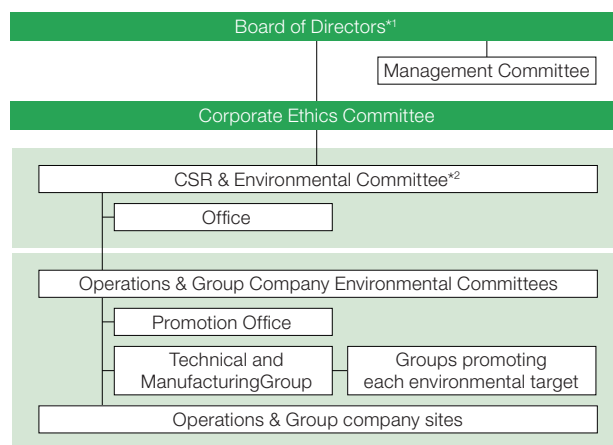 Board of Directors*1
Management Committee
Corporate Ethics Committee
CSR & Environmental Committee*2
Office
Operations & Group Company Environmental Committees
Promotion Office
Technical and
ManufacturingGroup
Groups promoting
each environmental target
Operations & Group company sites